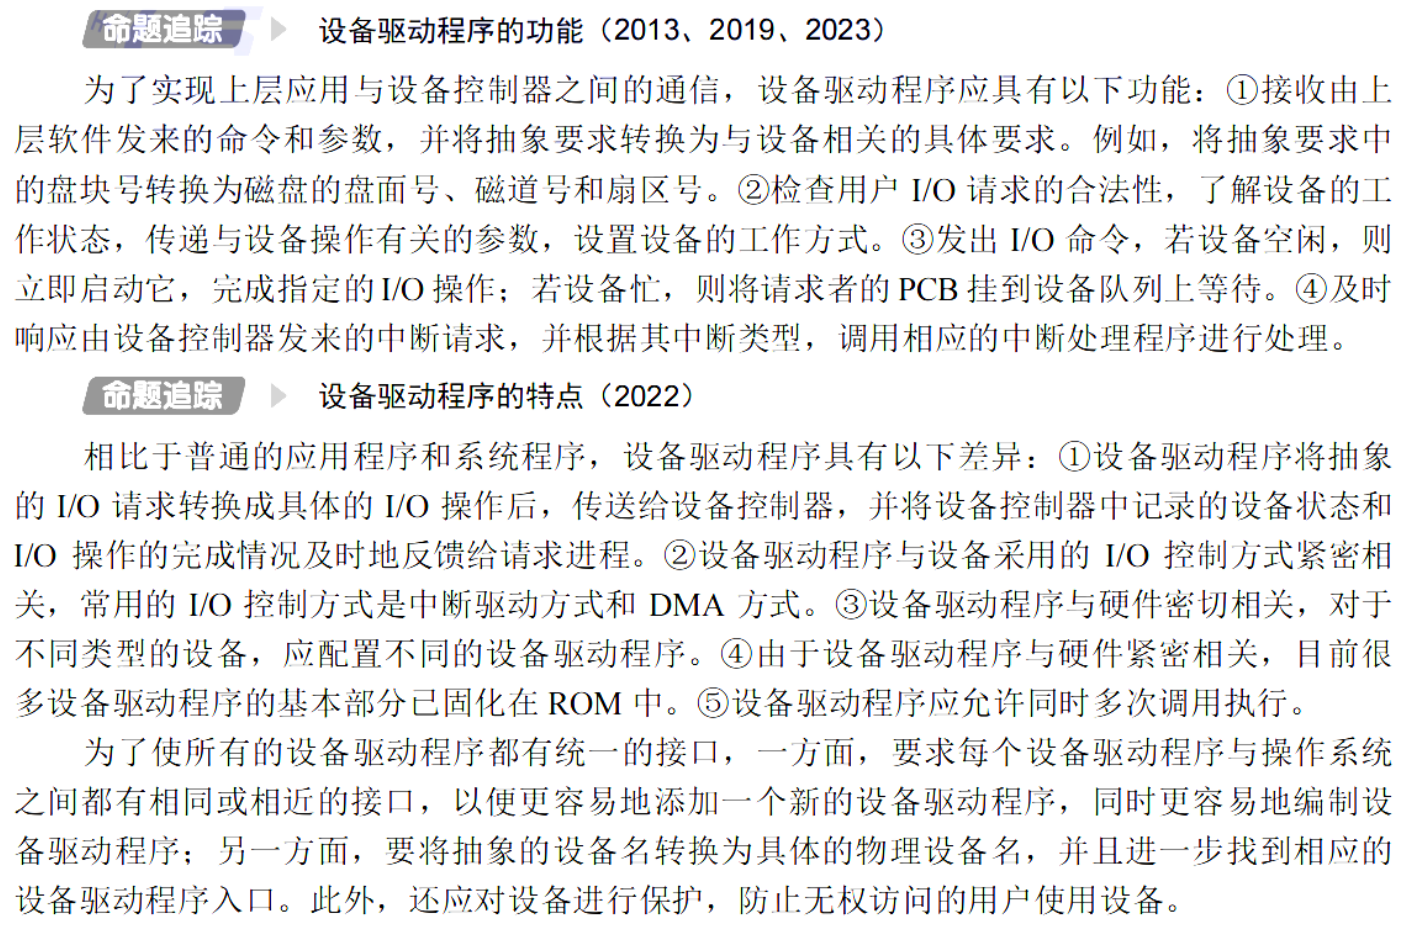 命题追踪 设备驱动程序的功能（2013、2019、2023）
为了实现上层应用与设备控制器之间的通信，设备驱动程序应具有以下功能：①接收由上
层软件发来的命令和参数，并将抽象要求转换为与设备相关的具体要求。例如，将抽象要求中
的盘块号转换为磁盘的盘面号、磁道号和扇区号。②检查用户 I/O 请求的合法性，了解设备的工
作状态，传递与设备操作有关的参数，设置设备的工作方式。③发出 I/O 命令，若设备空闲，则
立即启动它，完成指定的 I/O 操作；若设备忙，则将请求者的 PCB 挂到设备队列上等待。④及时
响应由设备控制器发来的中断请求，并根据其中断类型，调用相应的中断处理程序进行处理。
命题追踪 设备驱动程序的特点（2022）
相比于普通的应用程序和系统程序，设备驱动程序具有以下差异：①设备驱动程序将抽象
的 I/O 请求转换成具体的 I/O 操作后，传送给设备控制器，并将设备控制器中记录的设备状态和
I/O 操作的完成情况及时地反馈给请求进程。②设备驱动程序与设备采用的 I/O 控制方式紧密相
关，常用的 I/O 控制方式是中断驱动方式和 DMA 方式。③设备驱动程序与硬件密切相关，对于
不同类型的设备，应配置不同的设备驱动程序。④由于设备驱动程序与硬件紧密相关，目前很
多设备驱动程序的基本部分已固化在 ROM 中。⑤设备驱动程序应允许同时多次调用执行。
为了使所有的设备驱动程序都有统一的接口，一方面，要求每个设备驱动程序与操作系统
之间都有相同或相近的接口，以便更容易地添加一个新的设备驱动程序，同时更容易地编制设
备驱动程序；另一方面，要将抽象的设备名转换为具体的物理设备名，并且进一步找到相应的
设备驱动程序入口。此外，还应对设备进行保护，防止无权访问的用户使用设备。